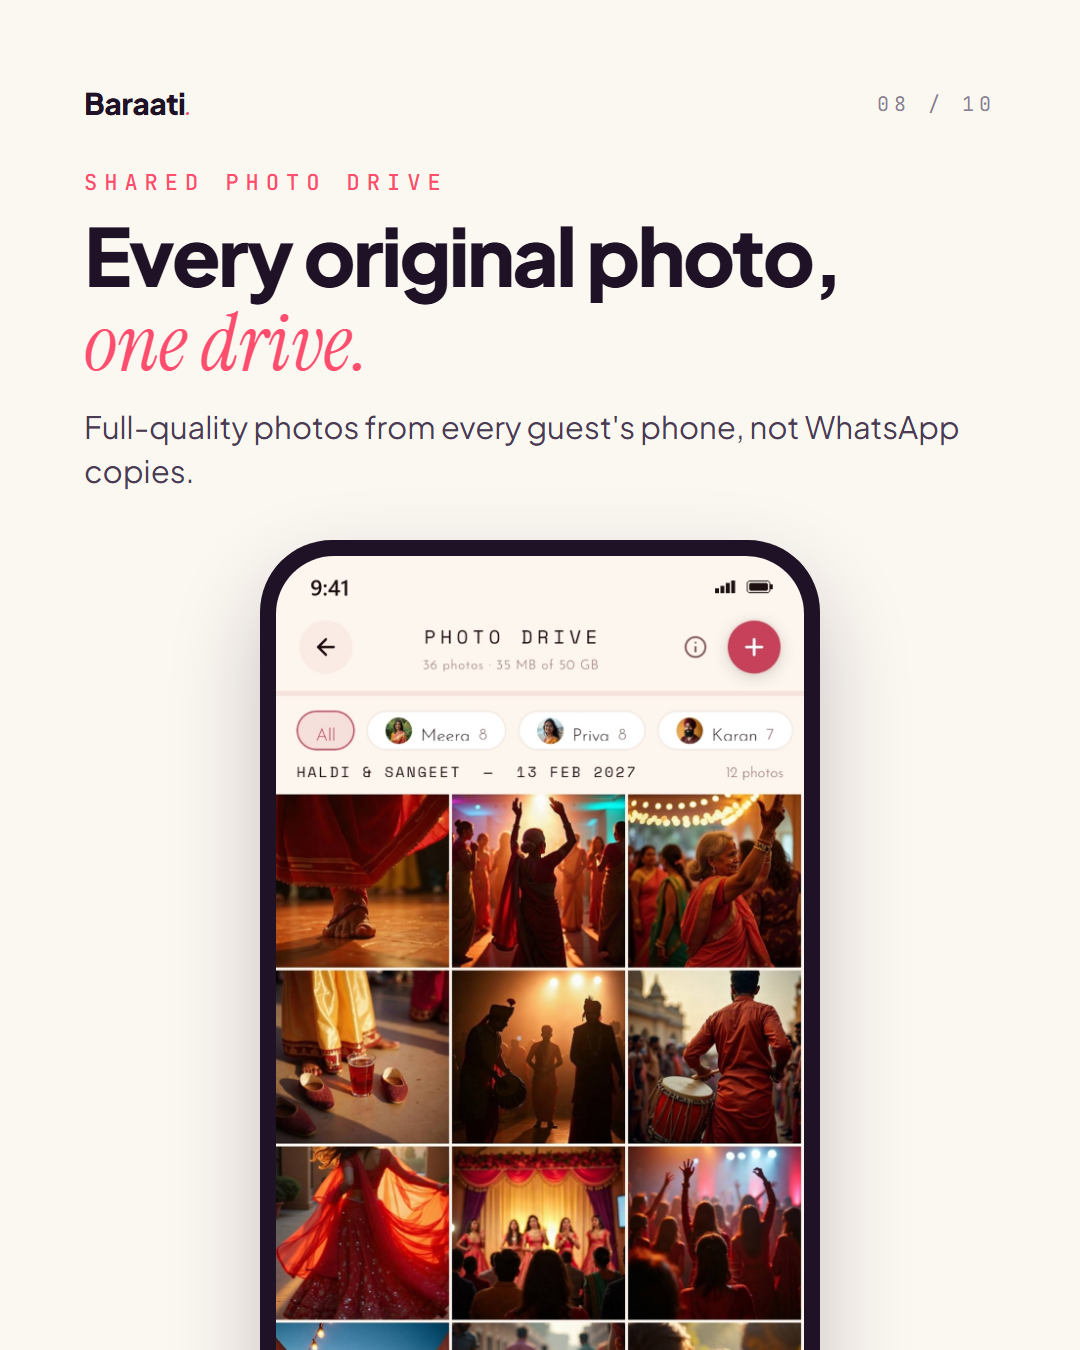 Baraati.
08 / 10
SHARED PHOTO DRIVE
Every original photo,
one drive.
Full-quality photos from every guest's phone, not WhatsApp
copies.
9:41
PHOTO DRIVE
36 photos · 35 MB of 50 GB
All
Meera 8
Priya 8
Karan 7
HALDI & SANGEET — 13 FEB 2027
12 photos